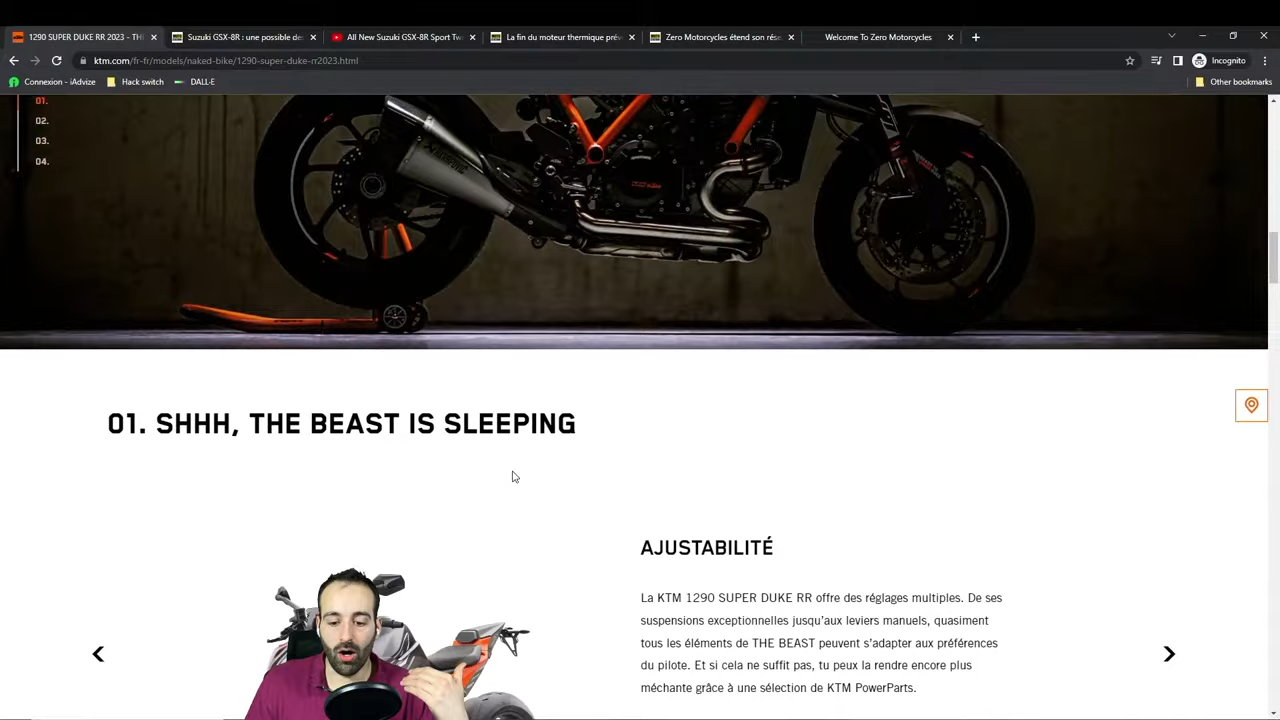 1290 SUPER DUKE RR 2023 - TH
Suzuki GSX-8R : une possible de
All New Suzuki GSX-8R Sport Tw
La fin du moteur thermique prév
Zero Motorcycles étend son rése
Welcome To Zero Motorcycles
ktm.com/fr-fr/models/naked-bike/1290-super-duke-rr2023.html
Incognito
Connexion - iAdvize
Hack switch
DALL-E
Other bookmarks
01.
02.
03.
04.
01. SHHH, THE BEAST IS SLEEPING
AJUSTABILITÉ
La KTM 1290 SUPER DUKE RR offre des réglages multiples. De ses
suspensions exceptionnelles jusqu'aux leviers manuels, quasiment
tous les éléments de THE BEAST peuvent s'adapter aux préférences
du pilote. Et si cela ne suffit pas, tu peux la rendre encore plus
méchante grâce à une sélection de KTM PowerParts.